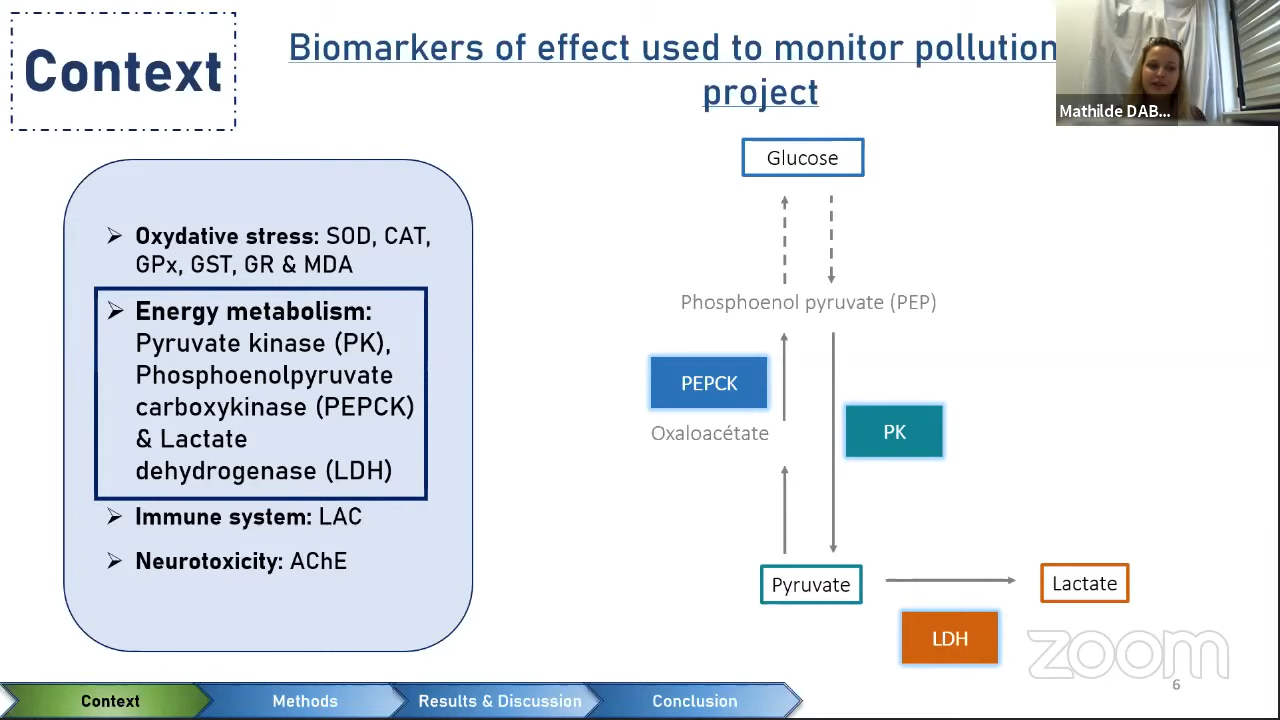 Context
Biomarkers of effect used to monitor pollution
project
Mathilde DAB...
Glucose
➢ Oxydative stress: SOD, CAT,
GPx, GST, GR & MDA
➢ Energy metabolism:
Pyruvate kinase (PK),
Phosphoenolpyruvate
carboxykinase (PEPCK)
& Lactate
dehydrogenase (LDH)
➢ Immune system: LAC
➢ Neurotoxicity: AChE
Phosphoenol pyruvate (PEP)
PEPCK
Oxaloacétate
PK
Pyruvate
Lactate
LDH
zoom
6
Context
Methods
Results & Discussion
Conclusion